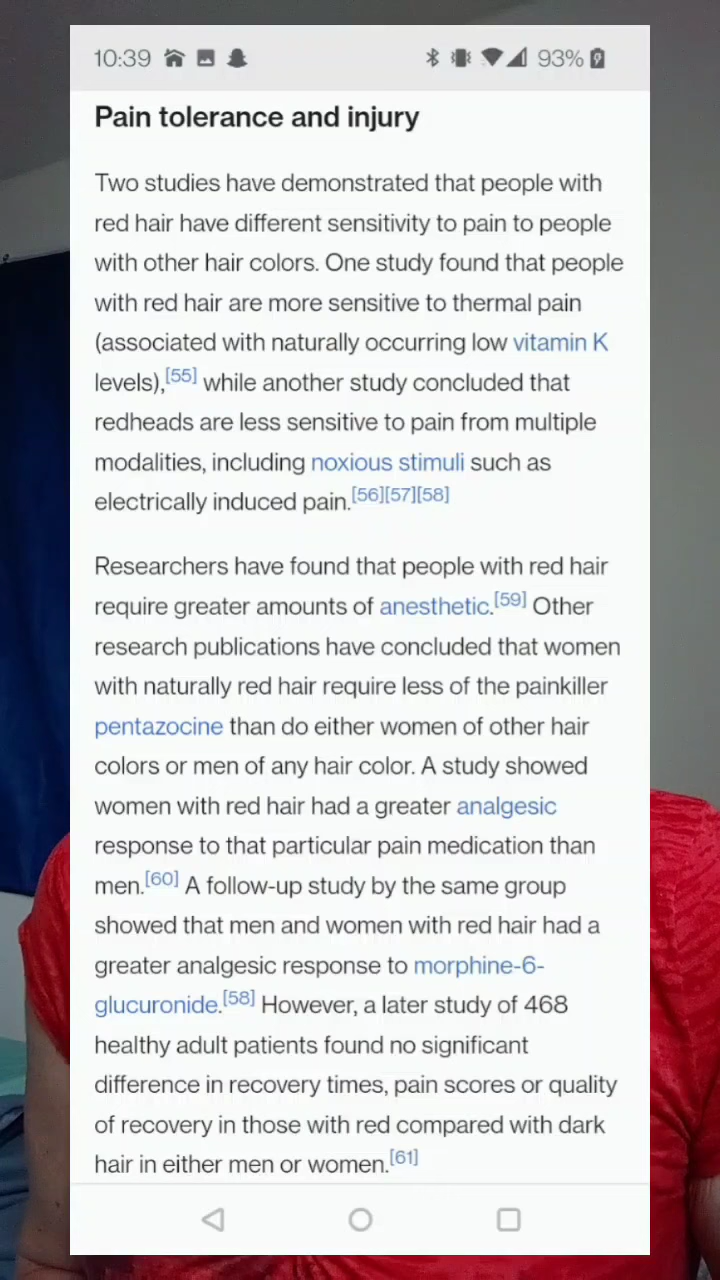 10:39 93%
Pain tolerance and injury
Two studies have demonstrated that people with
red hair have different sensitivity to pain to people
with other hair colors. One study found that people
with red hair are more sensitive to thermal pain
(associated with naturally occurring low vitamin K
levels),[55] while another study concluded that
redheads are less sensitive to pain from multiple
modalities, including noxious stimuli such as
electrically induced pain.[56][57][58]
Researchers have found that people with red hair
require greater amounts of anesthetic.[59] Other
research publications have concluded that women
with naturally red hair require less of the painkiller
pentazocine than do either women of other hair
colors or men of any hair color. A study showed
women with red hair had a greater analgesic
response to that particular pain medication than
men.[60] A follow-up study by the same group
showed that men and women with red hair had a
greater analgesic response to morphine-6-
glucuronide.[58] However, a later study of 468
healthy adult patients found no significant
difference in recovery times, pain scores or quality
of recovery in those with red compared with dark
hair in either men or women.[61]